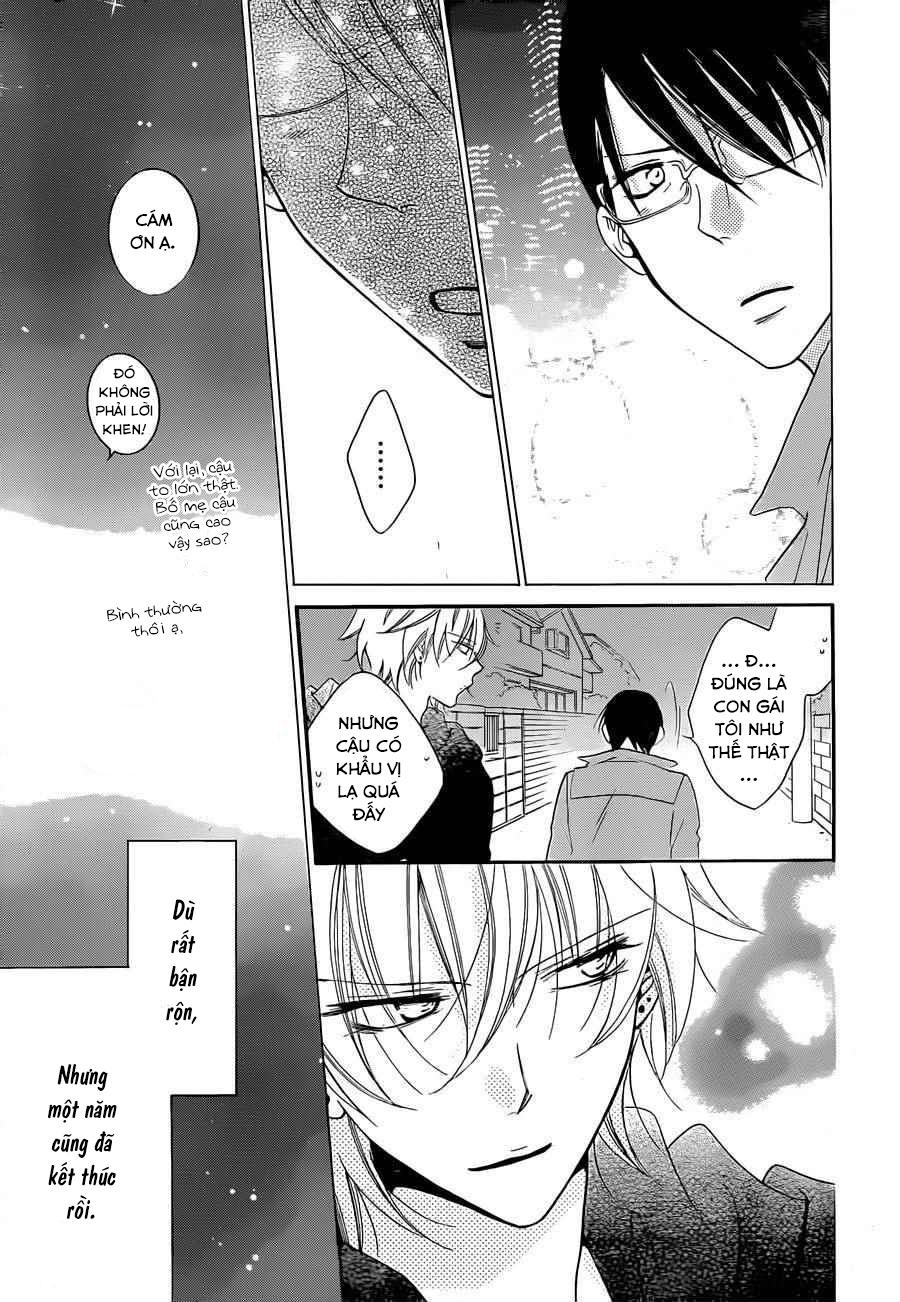 ......
... Đ...
ĐÚNG LÀ
CON GÁI
TÔI NHƯ
THẾ THẬT
...
NHƯNG
CẬU CÓ
KHẨU VỊ
LẠ QUÁ
ĐẤY
CÁM
ƠN Ạ.
ĐÓ
KHÔNG
PHẢI LỜI
KHEN!
Với lại, cậu
to lớn thật.
Bố mẹ cậu
cũng cao
vậy sao?
Bình thường
thôi ạ.
Dù
rất
bận
rộn,
Nhưng
một năm
cũng đã
kết thúc
rồi.